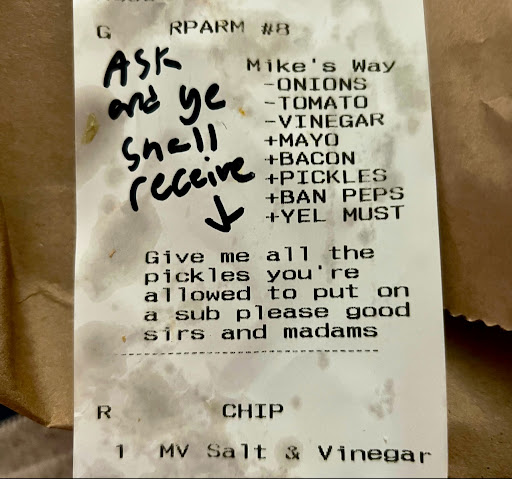 G RPARM #8
Ask
and ye
shall
receive
Mike's Way
-ONIONS
-TOMATO
-VINEGAR
+MAYO
+BACON
+PICKLES
+BAN PEPS
+YEL MUST
Give me all the
pickles you're
allowed to put on
a sub please good
sirs and madams
R CHIP
1 MV Salt & Vinegar